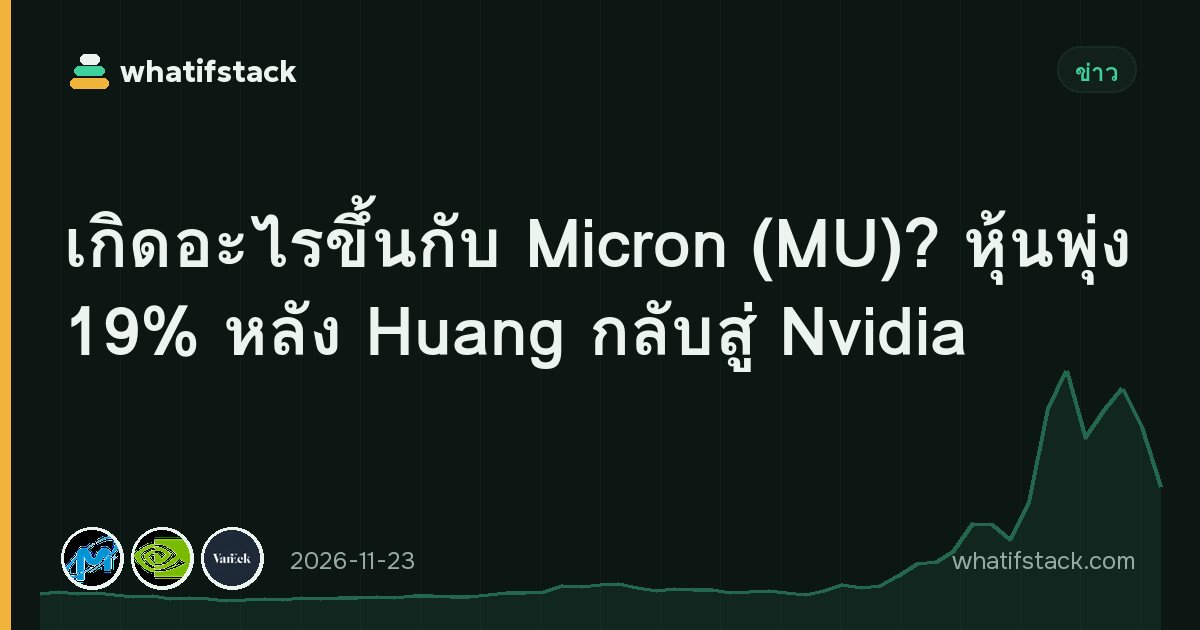 whatifstack
ข่าว
เกิดอะไรขึ้นกับ Micron (MU)? หุ้นพุ่ง
19% หลัง Huang กลับสู่ Nvidia
VanEck
2026-11-23
whatifstack.com